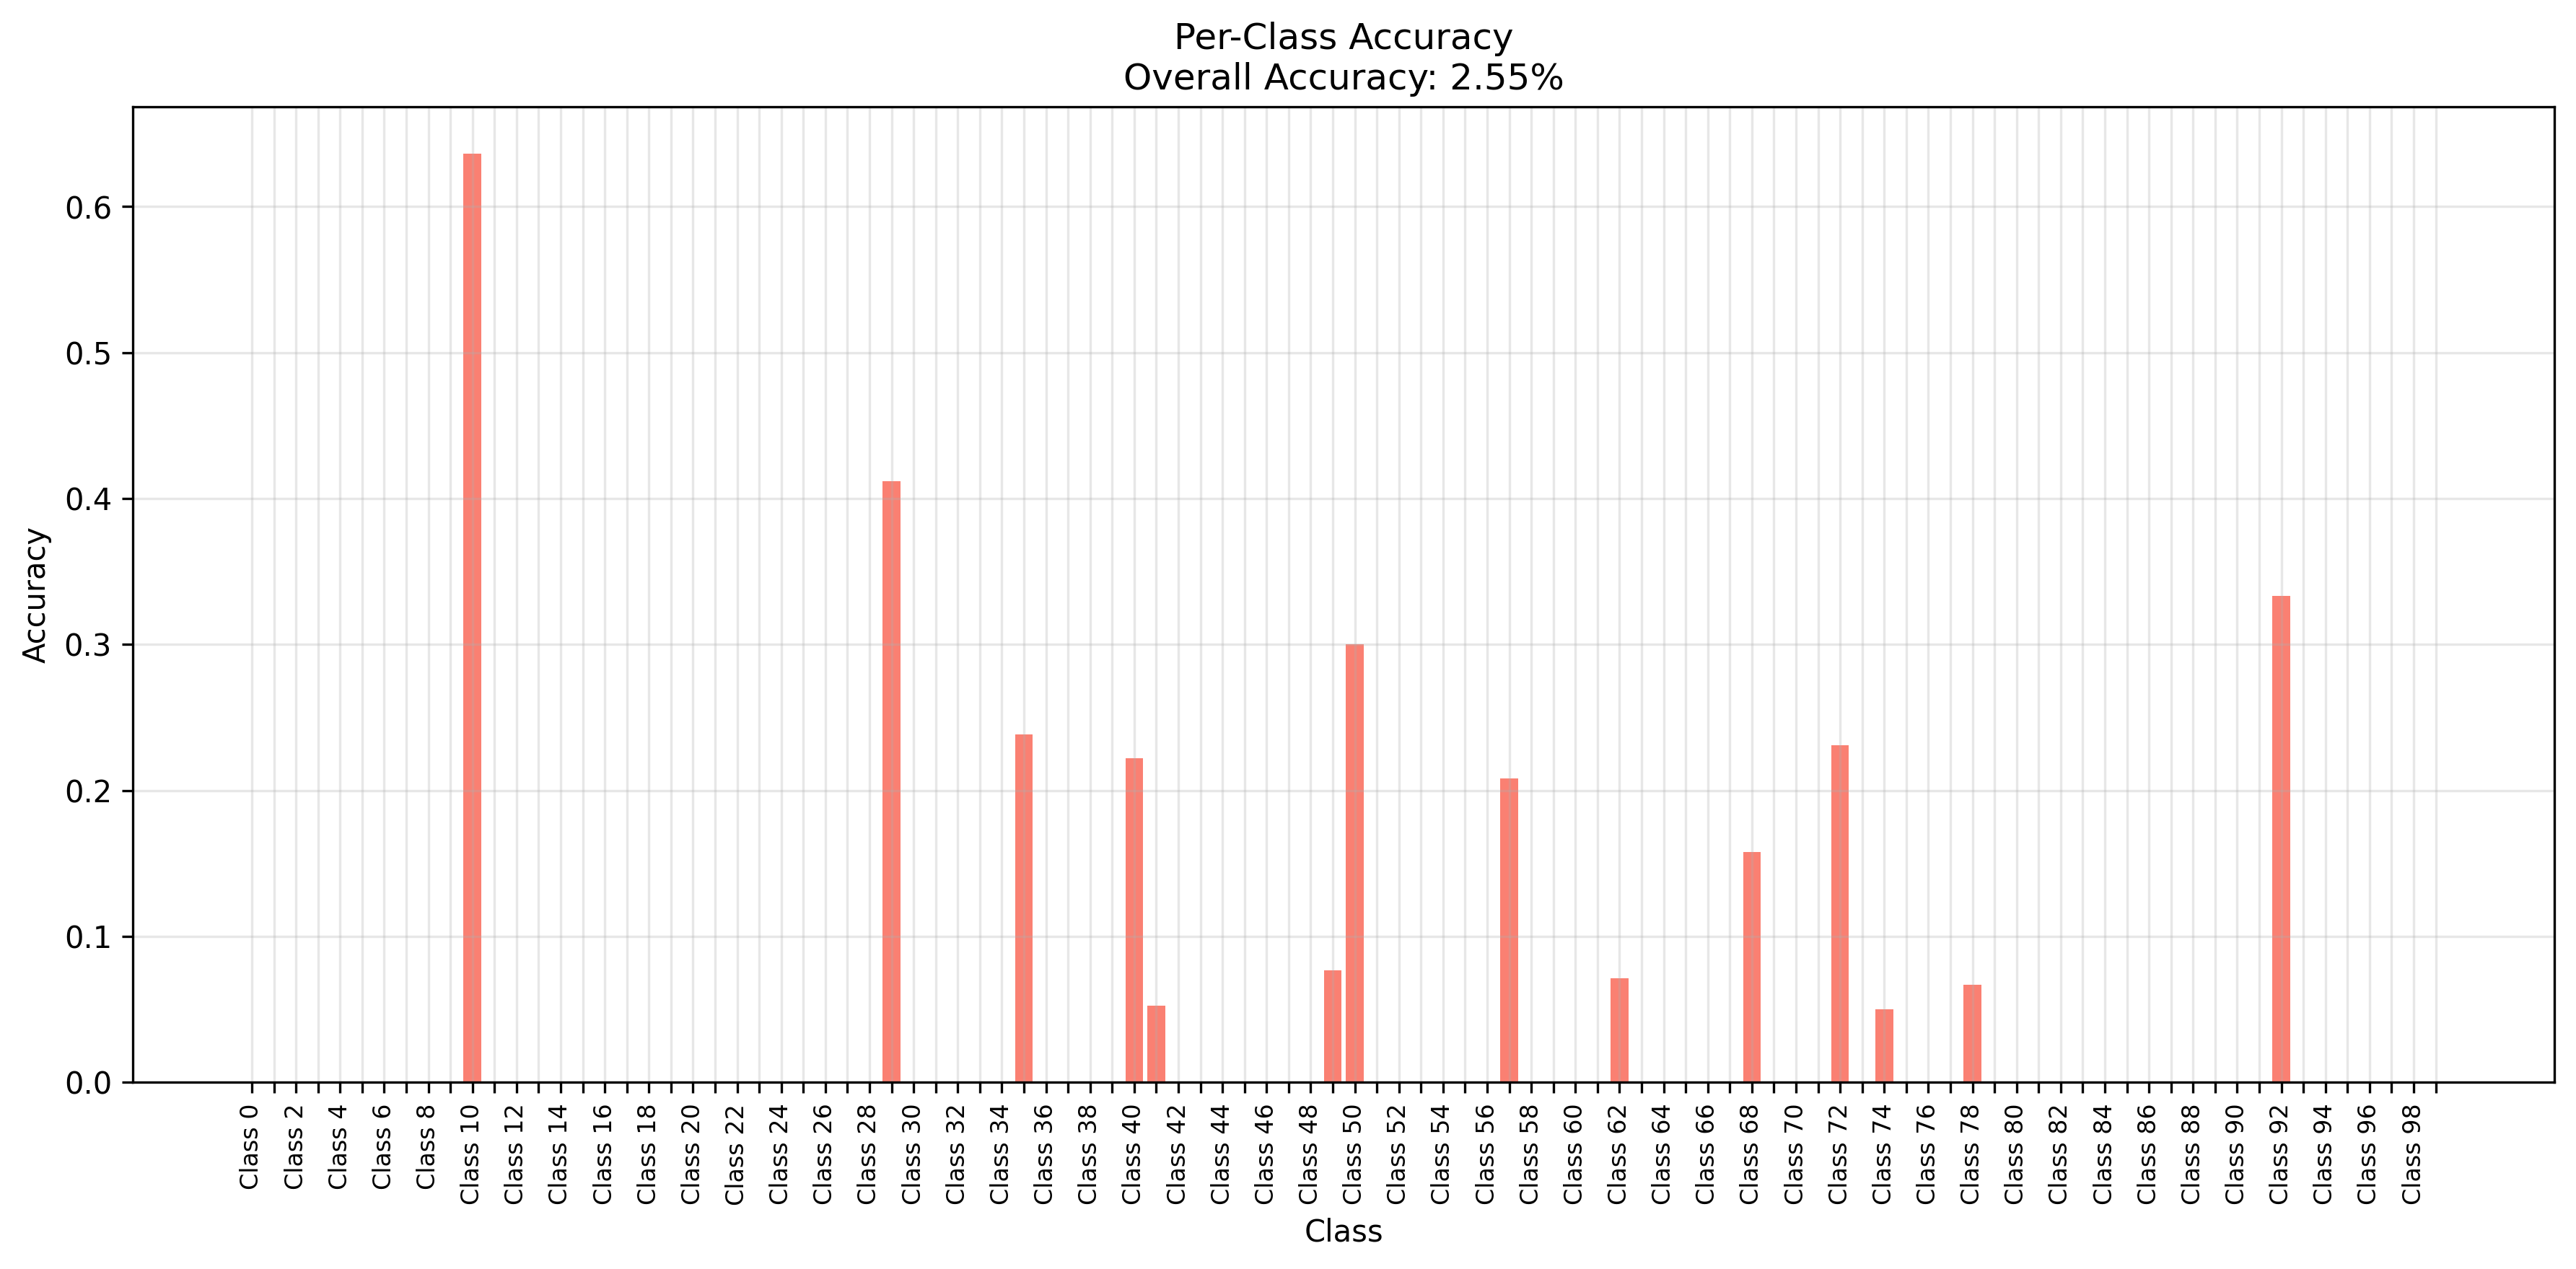 Per-Class Accuracy
Overall Accuracy: 2.55%
Accuracy
0.6
0.5
0.4
0.3
0.2
0.1
0.0
Class 0
Class 2
Class 4
Class 6
Class 8
Class 10
Class 12
Class 14
Class 16
Class 18
Class 20
Class 22
Class 24
Class 26
Class 28
Class 30
Class 32
Class 34
Class 36
Class 38
Class 40
Class 42
Class 44
Class 46
Class 48
Class 50
Class 52
Class 54
Class 56
Class 58
Class 60
Class 62
Class 64
Class 66
Class 68
Class 70
Class 72
Class 74
Class 76
Class 78
Class 80
Class 82
Class 84
Class 86
Class 88
Class 90
Class 92
Class 94
Class 96
Class 98
Class